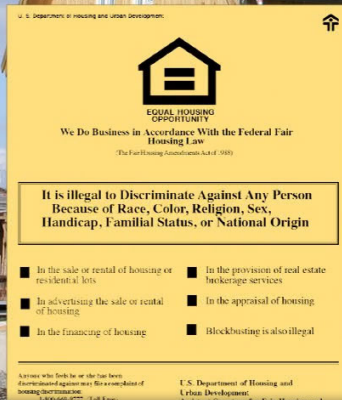 U. S. Department of Housing and Urban Development
EQUAL HOUSING
OPPORTUNITY
We Do Business in Accordance With the Federal Fair
Housing Law
(The Fair Housing Amendments Act of 1988)
It is illegal to Discriminate Against Any Person
Because of Race, Color, Religion, Sex,
Handicap, Familial Status, or National Origin
In the sale or rental of housing or
residential lots
In advertising the sale or rental
of housing
In the financing of housing
In the provision of real estate
brokerage services
In the appraisal of housing
Blockbusting is also illegal
Anyone who feels he or she has been
discriminated against may file a complaint of
housing discrimination
U.S. Department of Housing and
Urban Development